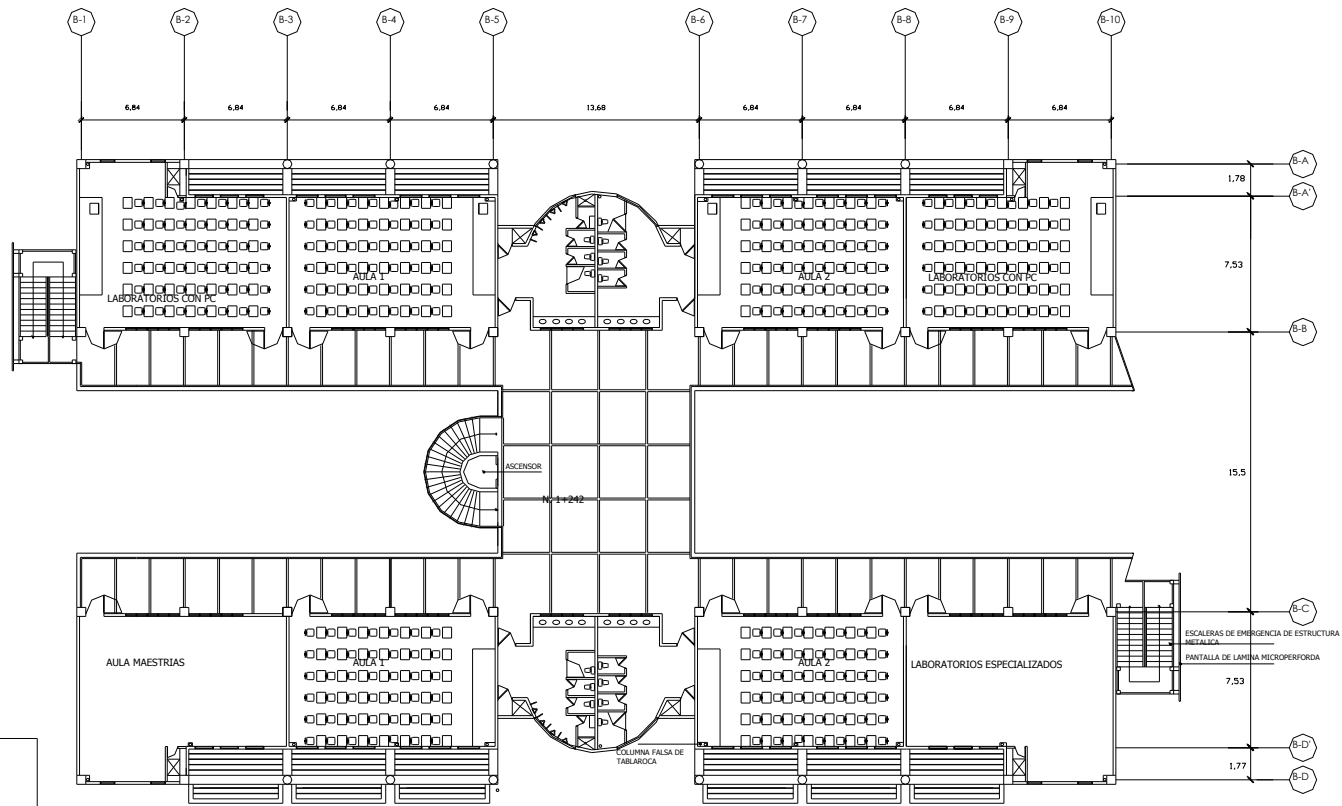 B-1 B-2 B-3 B-4 B-5 B-6 B-7 B-8 B-9 B-10
6,84 6,84 6,84 6,84 13,68 6,84 6,84 6,84 6,84
B-A
1,78
B-A'
7,53
AULA 1
AULA 2
LABORATORIOS CON PC
LABORATORIOS CON PC
B-B
ASCENSOR
15,5
N. 1+242
B-C
ESCALERAS DE EMERGENCIA DE ESTRUCTURA
METALICA
PANTALLA DE LAMINA MICROPERFORDA
AULA MAESTRIAS
AULA 1
AULA 2
LABORATORIOS ESPECIALIZADOS
7,53
B-D'
COLUMNA FALSA DE
TABLAROCA
1,77
B-D